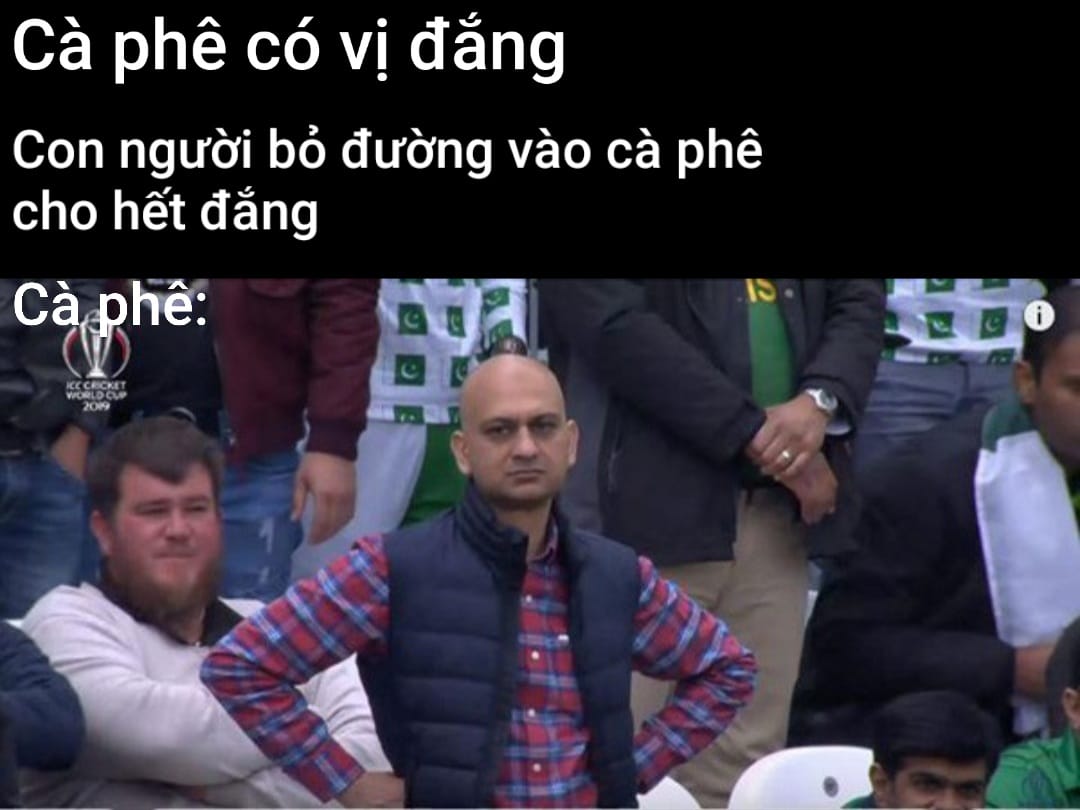 Cà phê có vị đắng
Con người bỏ đường vào cà phê
cho hết đắng
Cà phê:
ICC CRICKET
WORLD CUP
2019
IS
i